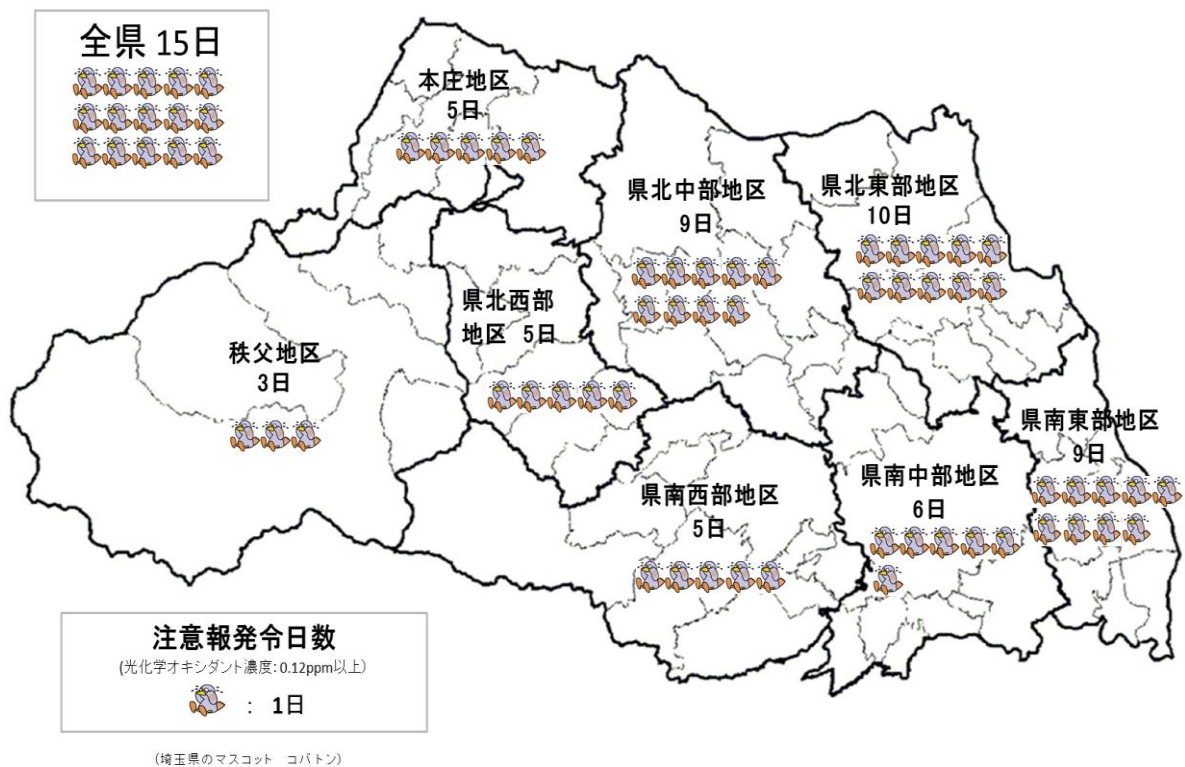 全県 15日
本庄地区
5日
県北中部地区
9日
県北東部地区
10日
県北西部
地区 5日
秩父地区
3日
県南東部地区
9日
県南中部地区
6日
県南西部地区
5日
注意報発令日数
(光化学オキシダント濃度:0.12ppm以上)
: 1日
(埼玉県のマスコット コバトン)